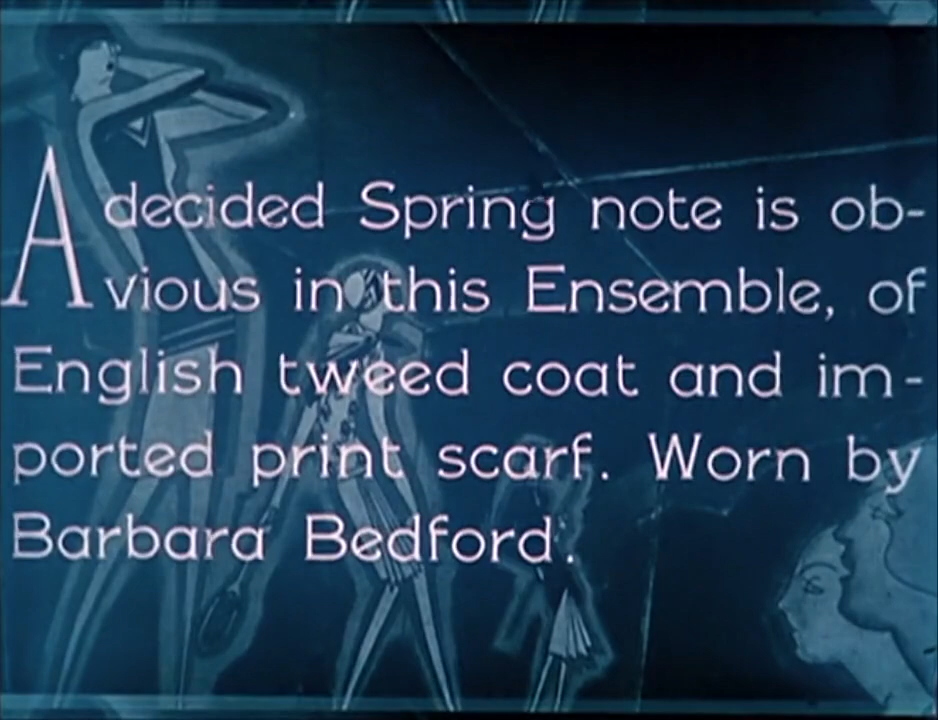 A decided Spring note is ob-
vious in this Ensemble, of
English tweed coat and im-
ported print scarf. Worn by
Barbara Bedford.